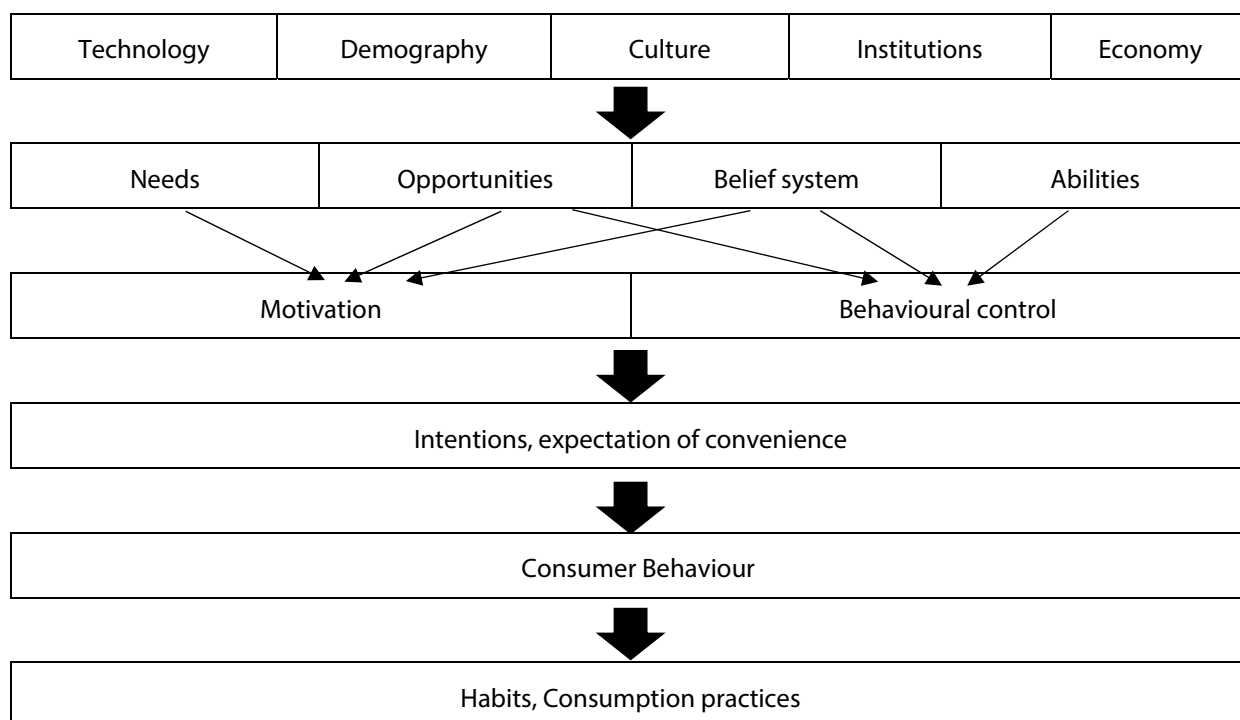 Technology Demography Culture Institutions Economy
Needs Opportunities Belief system Abilities
Motivation Behavioural control
Intentions, expectation of convenience
Consumer Behaviour
Habits, Consumption practices